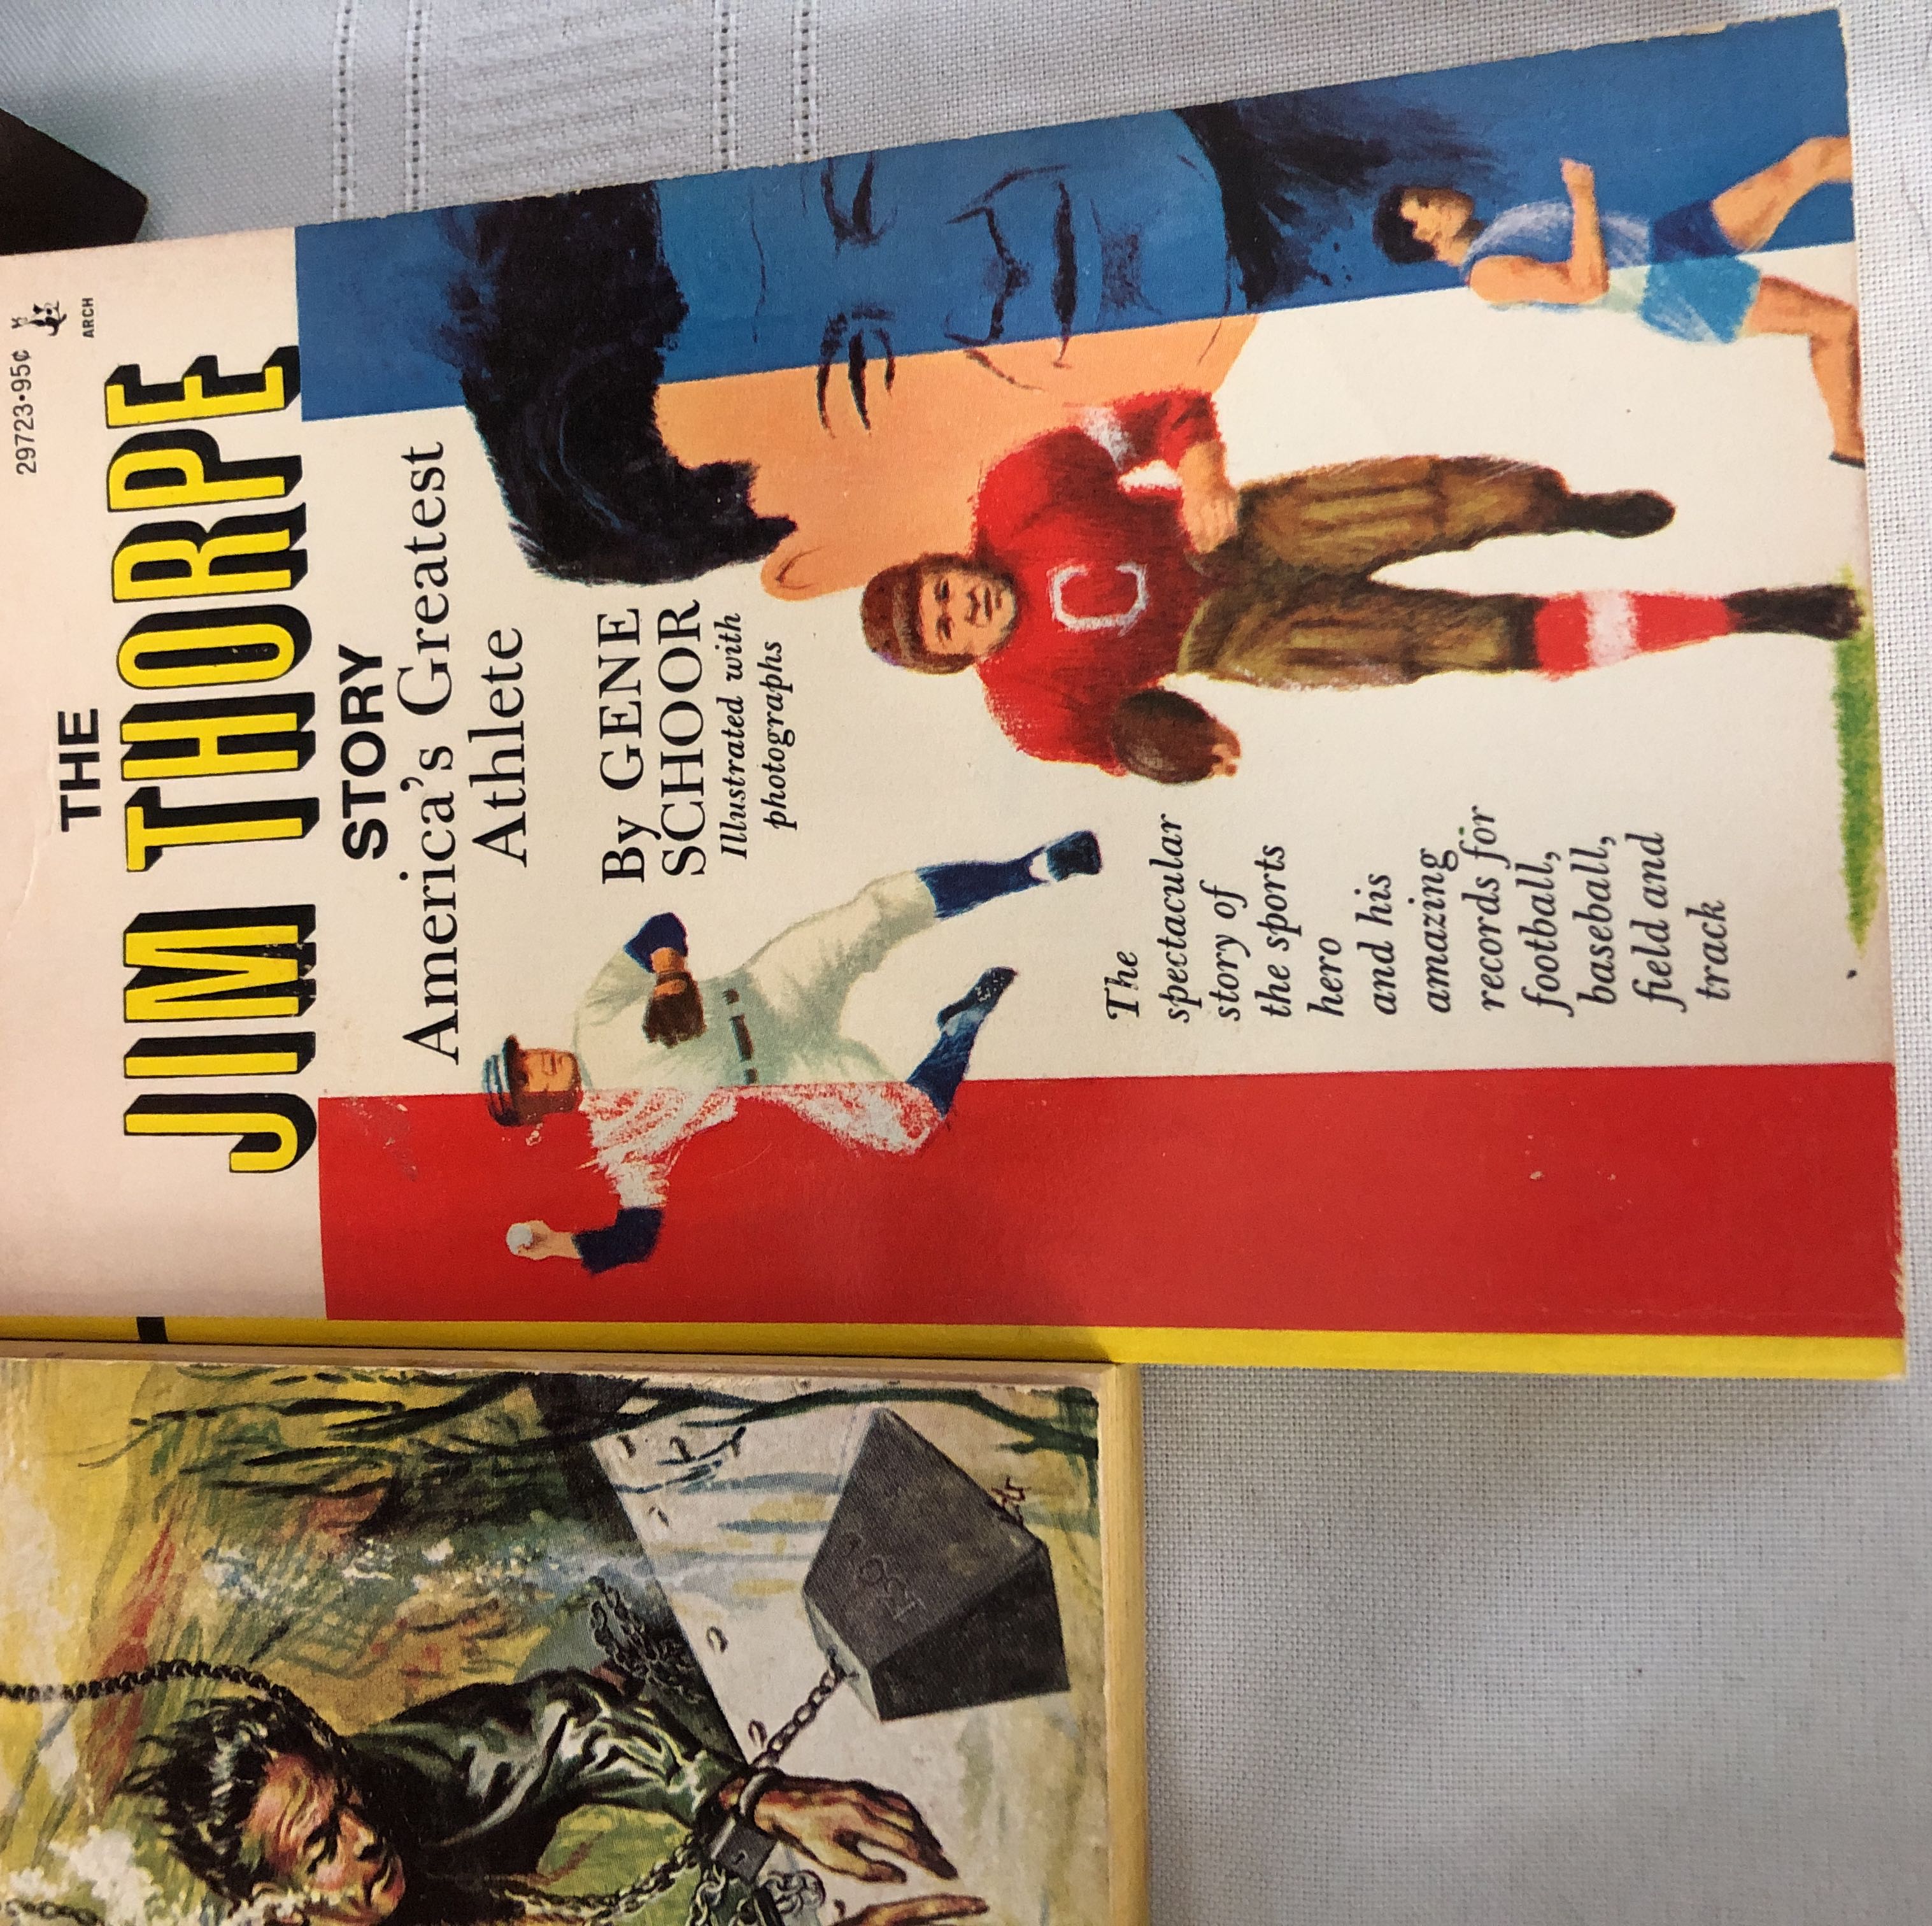 29723•95¢
ARCH
THE
JIM THORPE
STORY
America's Greatest
Athlete
By GENE
SCHOOR
Illustrated with
photographs
C
The
spectacular
story of
the sports
hero
and his
amazing
records for
football,
baseball,
field and
track